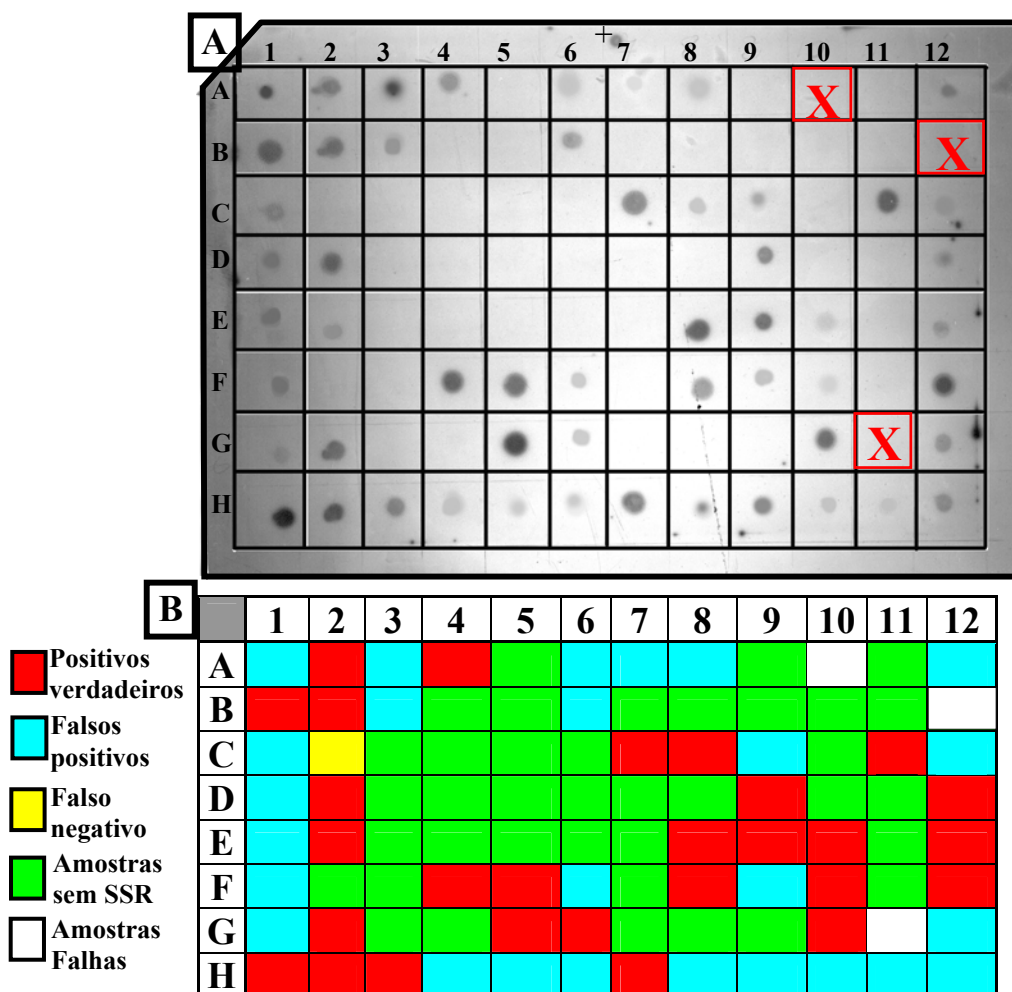 A
1 2 3 4 5 6 7 8 9 10 11 12
A X
B X
C
D
E
F
G X
H
B
1 2 3 4 5 6 7 8 9 10 11 12
A
B
C
D
E
F
G
H
Positivos
verdadeiros
Falsos
positivos
Falso
negativo
Amostras
sem SSR
Amostras
Falhas